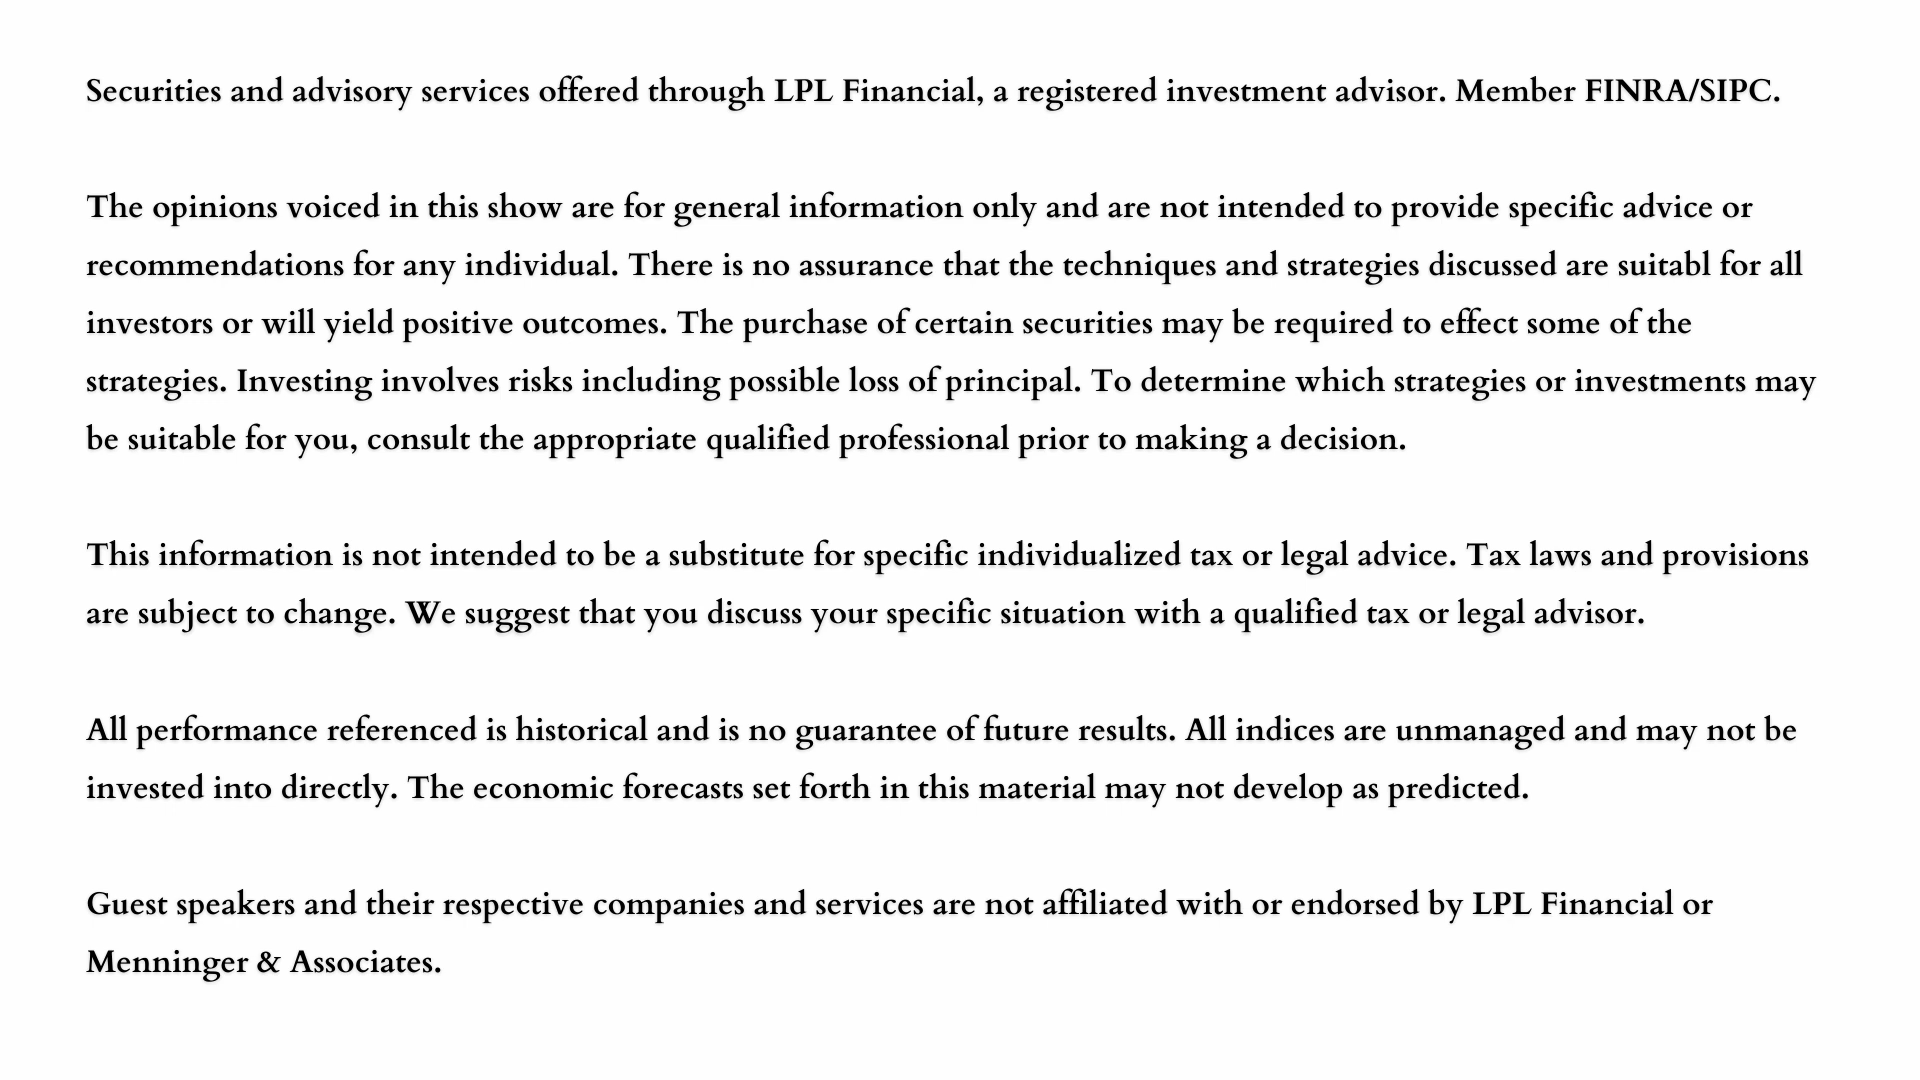 Securities and advisory services offered through LPL Financial, a registered investment advisor. Member FINRA/SIPC.
The opinions voiced in this show are for general information only and are not intended to provide specific advice or
recommendations for any individual. There is no assurance that the techniques and strategies discussed are suitabl for all
investors or will yield positive outcomes. The purchase of certain securities may be required to effect some of the
strategies. Investing involves risks including possible loss of principal. To determine which strategies or investments may
be suitable for you, consult the appropriate qualified professional prior to making a decision.
This information is not intended to be a substitute for specific individualized tax or legal advice. Tax laws and provisions
are subject to change. We suggest that you discuss your specific situation with a qualified tax or legal advisor.
All performance referenced is historical and is no guarantee of future results. All indices are unmanaged and may not be
invested into directly. The economic forecasts set forth in this material may not develop as predicted.
Guest speakers and their respective companies and services are not affiliated with or endorsed by LPL Financial or
Menninger & Associates.